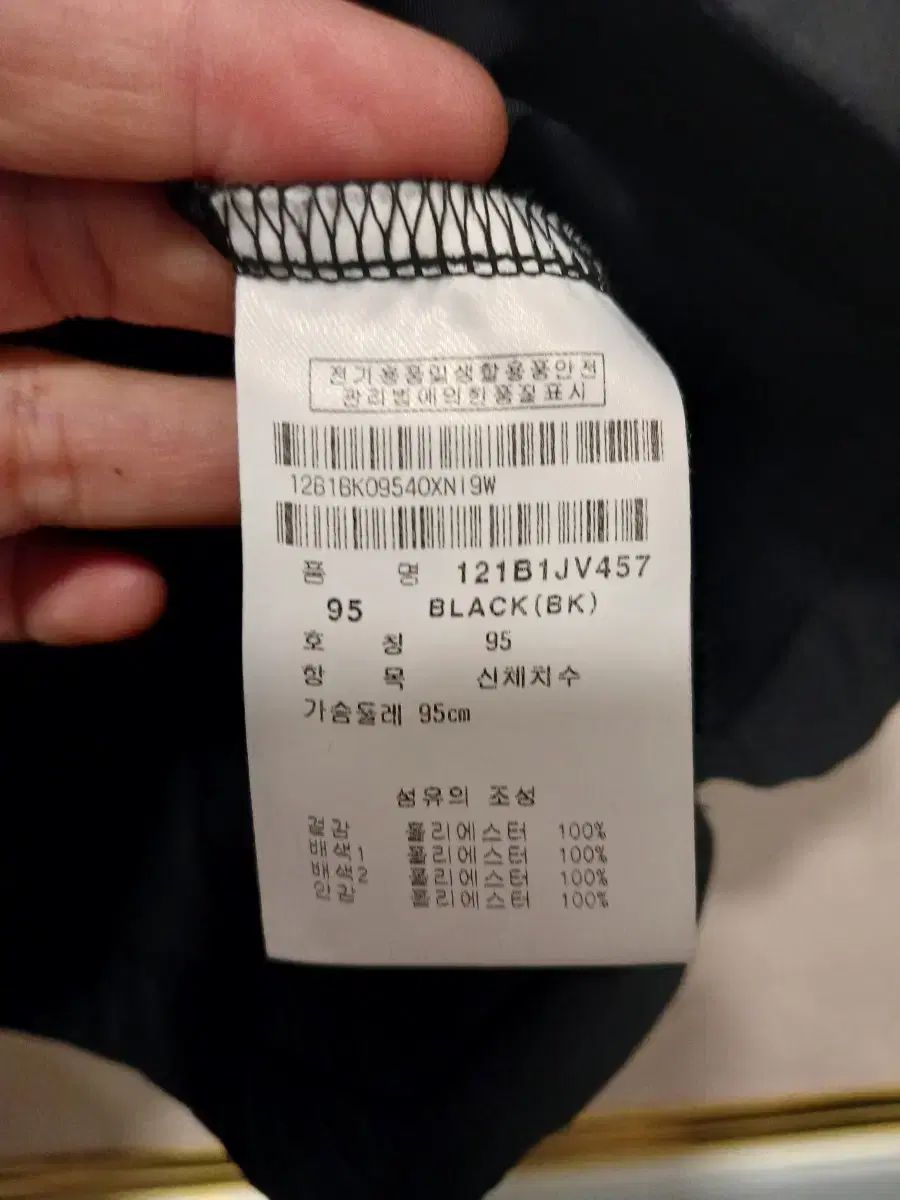 전기용품및생활용품안전
관리법에의한품질표시
12B1BK09540XNI9W
품 명 121B1JV457
95 BLACK(BK)
호 칭 95
항 목 신체치수
가슴둘레 95cm
섬유의 조성
겉감 폴리에스터 100%
배색1 폴리에스터 100%
배색2 폴리에스터 100%
안감 폴리에스터 100%